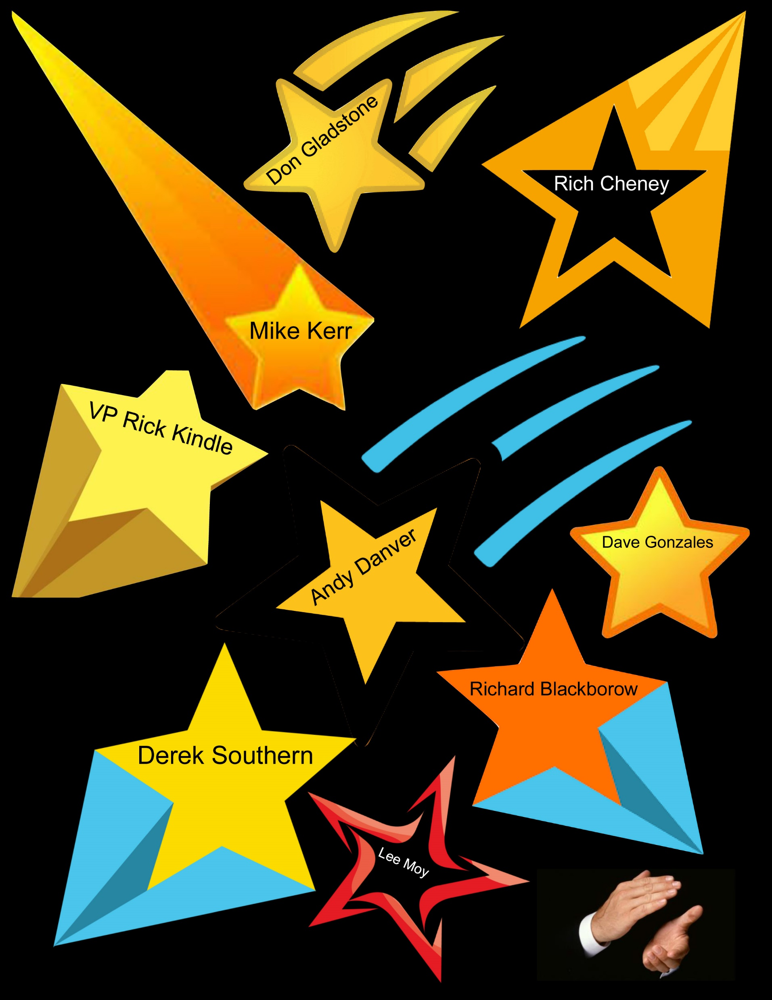 Don Gladstone
Rich Cheney
Mike Kerr
VP Rick Kindle
Andy Danver
Dave Gonzales
Richard Blackborow
Derek Southern
Lee Moy